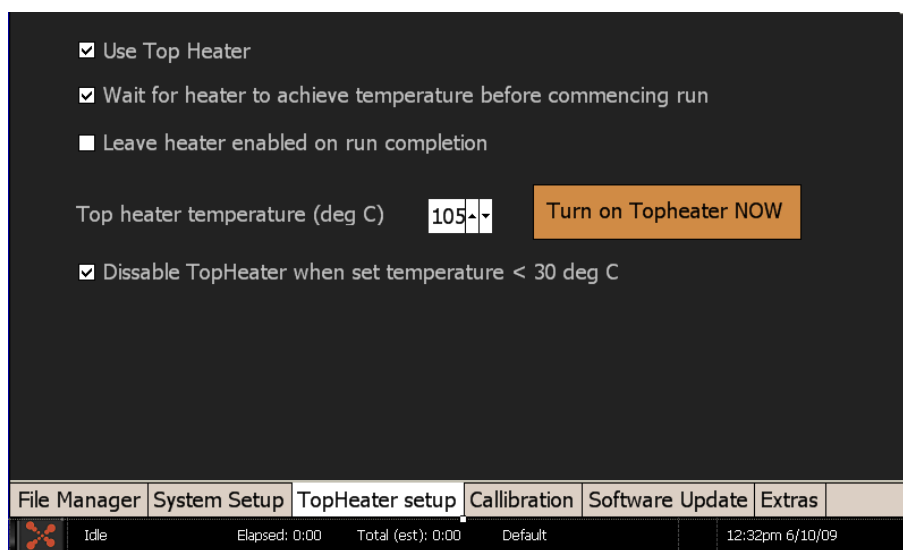 Use Top Heater
Wait for heater to achieve temperature before commencing run
Leave heater enabled on run completion
Top heater temperature (deg C) 105 Turn on Topheater NOW
Dissable TopHeater when set temperature < 30 deg C
File Manager System Setup TopHeater setup Callibration Software Update Extras
Idle Elapsed: 0:00 Total (est): 0:00 Default 12:32pm 6/10/09